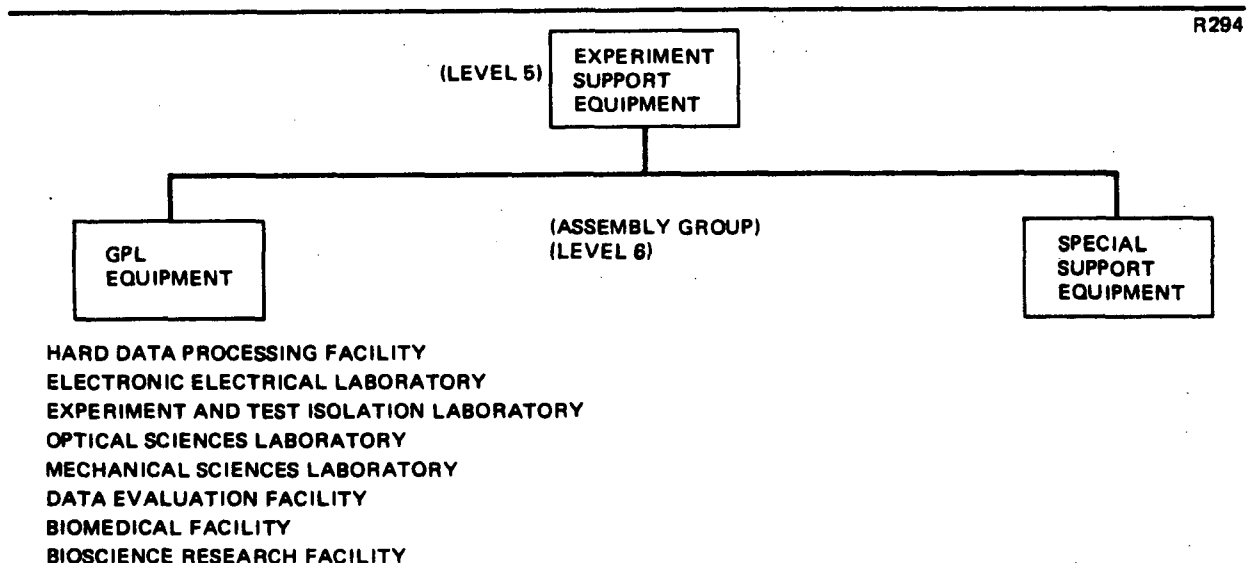 R294
(LEVEL 5)
EXPERIMENT
SUPPORT
EQUIPMENT
GPL
EQUIPMENT
(ASSEMBLY GROUP)
(LEVEL 6)
SPECIAL
SUPPORT
EQUIPMENT
HARD DATA PROCESSING FACILITY
ELECTRONIC ELECTRICAL LABORATORY
EXPERIMENT AND TEST ISOLATION LABORATORY
OPTICAL SCIENCES LABORATORY
MECHANICAL SCIENCES LABORATORY
DATA EVALUATION FACILITY
BIOMEDICAL FACILITY
BIOSCIENCE RESEARCH FACILITY